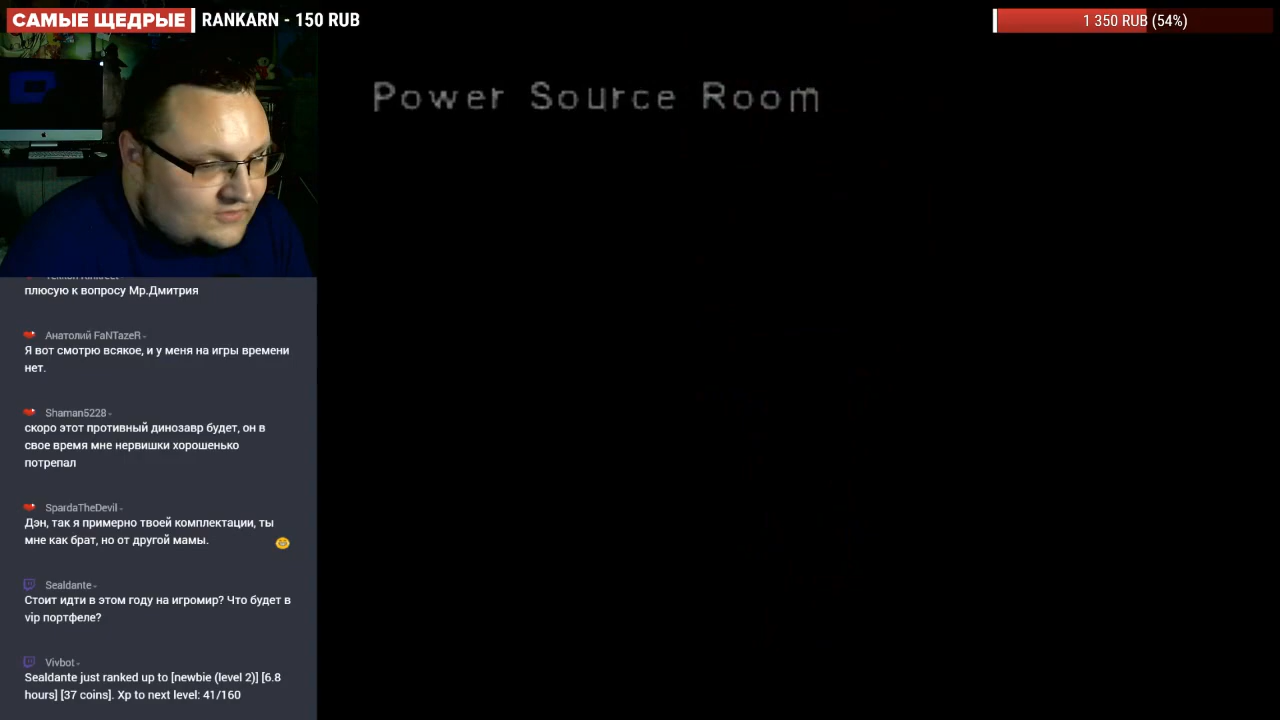 САМЫЕ ЩЕДРЫЕ RANKARN - 150 RUB
1 350 RUB (54%)
Power Source Room
плюсую к вопросу Мр.Дмитрия
Анатолий FaNTazeR -
Я вот смотрю всякое, и у меня на игры времени
нет.
Shaman5228 -
скоро этот противный динозавр будет, он в
свое время мне нервишки хорошенько
потрепал
SpardaTheDevil -
Дэн, так я примерно твоей комплектации, ты
мне как брат, но от другой мамы.
Sealdante -
Стоит идти в этом году на игромир? Что будет в
vip портфеле?
Vivbot -
Sealdante just ranked up to [newbie (level 2)] [6.8
hours] [37 coins]. Xp to next level: 41/160